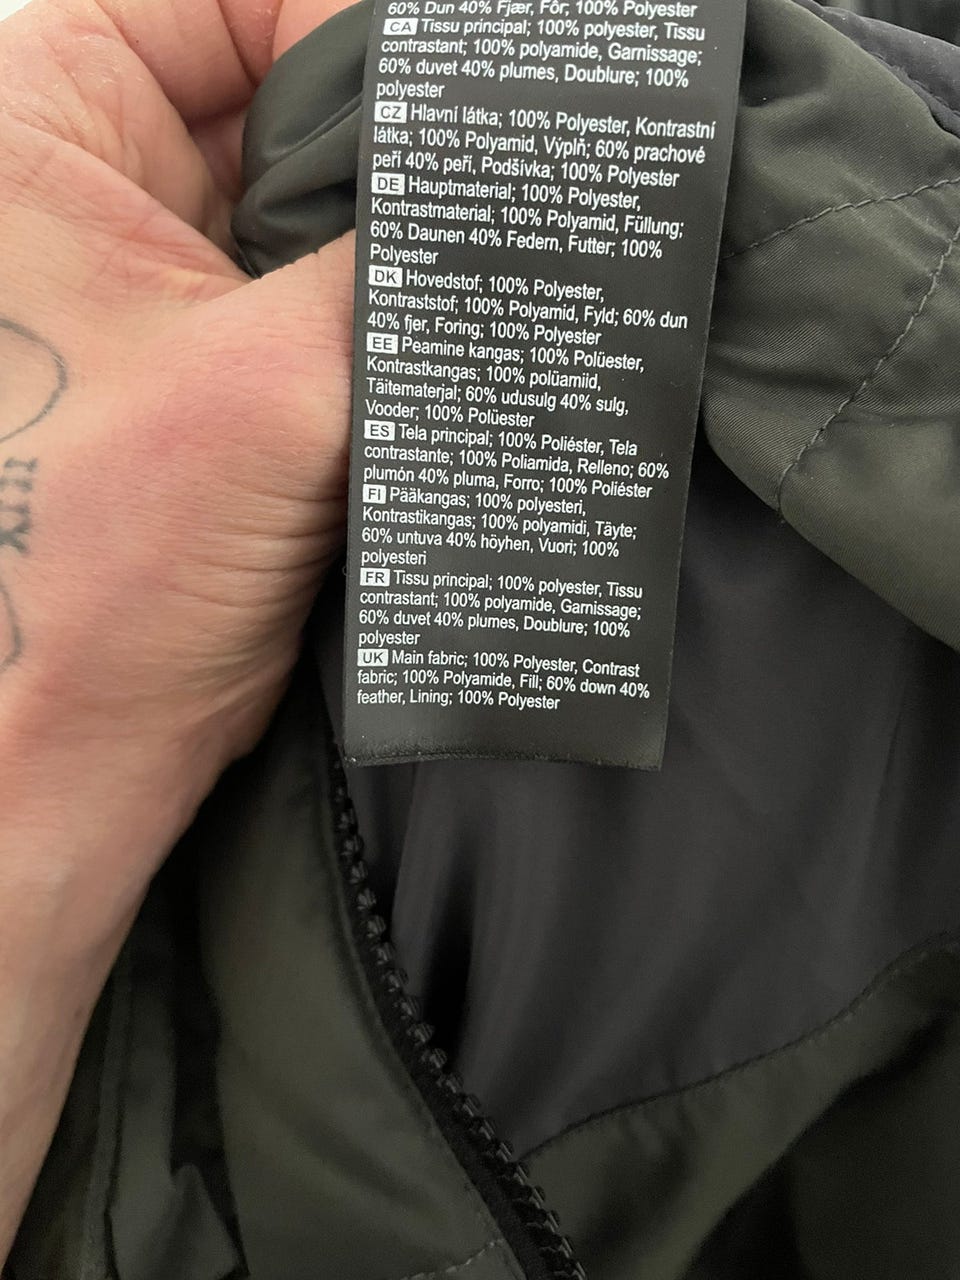 60% Dun 40% Fjær, Fôr; 100% Polyester
CA Tissu principal; 100% polyester, Tissu
contrastant; 100% polyamide, Garnissage;
60% duvet 40% plumes, Doublure; 100%
polyester
CZ Hlavní látka; 100% Polyester, Kontrastní
látka; 100% Polyamid, Výplň; 60% prachové
peří 40% peří, Podšívka; 100% Polyester
DE Hauptmaterial; 100% Polyester,
Kontrastmaterial; 100% Polyamid, Füllung;
60% Daunen 40% Federn, Futter; 100%
Polyester
DK Hovedstof; 100% Polyester,
Kontraststof; 100% Polyamid, Fyld; 60% dun
40% fjer, Foring; 100% Polyester
EE Peamine kangas; 100% Polüester,
Kontrastkangas; 100% polüamiid,
Täitematerjal; 60% udusulg 40% sulg,
Vooder; 100% Polüester
ES Tela principal; 100% Poliéster, Tela
contrastante; 100% Poliamida, Relleno; 60%
plumón 40% pluma, Forro; 100% Poliéster
FI Pääkangas; 100% polyesteri,
Kontrastikangas; 100% polyamidi, Täyte;
60% untuva 40% höyhen, Vuori; 100%
polyesteri
FR Tissu principal; 100% polyester, Tissu
contrastant; 100% polyamide, Garnissage;
60% duvet 40% plumes, Doublure; 100%
polyester
UK Main fabric; 100% Polyester, Contrast
fabric; 100% Polyamide, Fill; 60% down 40%
feather, Lining; 100% Polyester